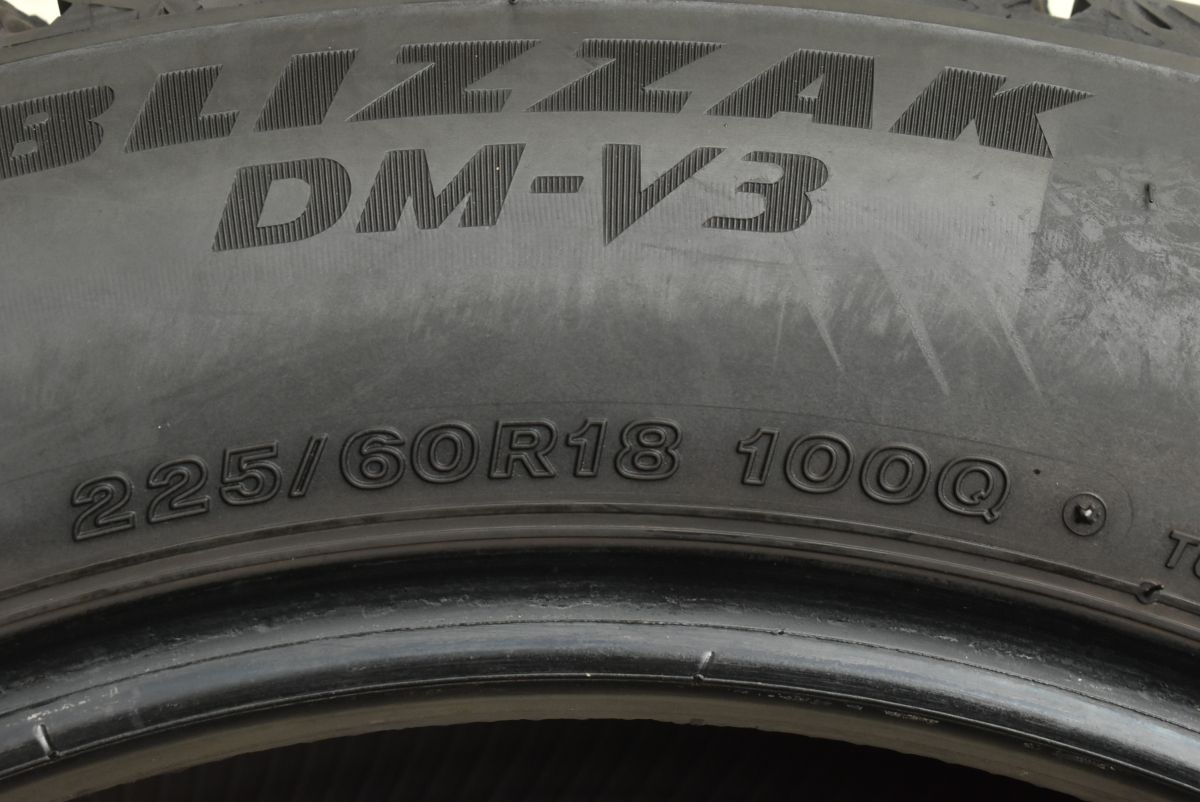 BLIZZAK
DM-V3
225/60R18 100Q